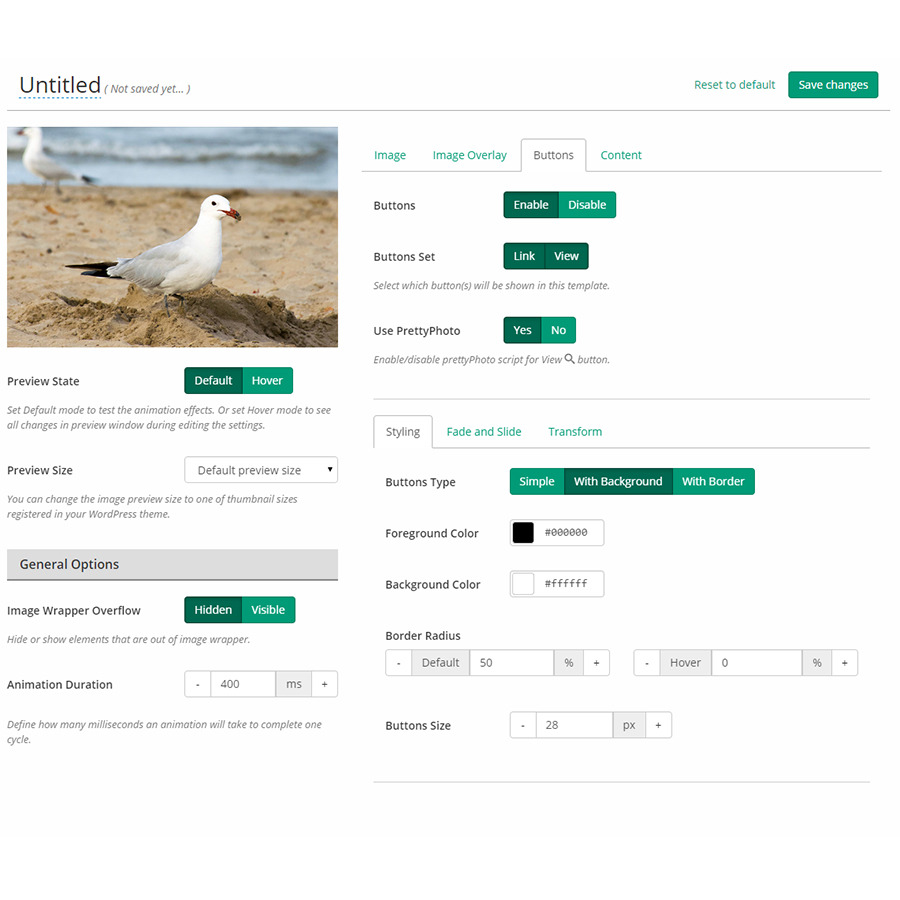 Untitled ( Not saved yet... )
Reset to default
Save changes
Preview State
Default Hover
Set Default mode to test the animation effects. Or set Hover mode to see
all changes in preview window during editing the settings.
Preview Size
Default preview size
You can change the image preview size to one of thumbnail sizes
registered in your WordPress theme.
General Options
Image Wrapper Overflow
Hidden Visible
Hide or show elements that are out of image wrapper.
Animation Duration
- 400 ms +
Define how many milliseconds an animation will take to complete one
cycle.
Image Image Overlay Buttons Content
Buttons
Enable Disable
Buttons Set
Link View
Select which button(s) will be shown in this template.
Use PrettyPhoto
Yes No
Enable/disable prettyPhoto script for View button.
Styling Fade and Slide Transform
Buttons Type
Simple With Background With Border
Foreground Color
#000000
Background Color
#ffffff
Border Radius
- Default 50 % +
- Hover 0 % +
Buttons Size
- 28 px +